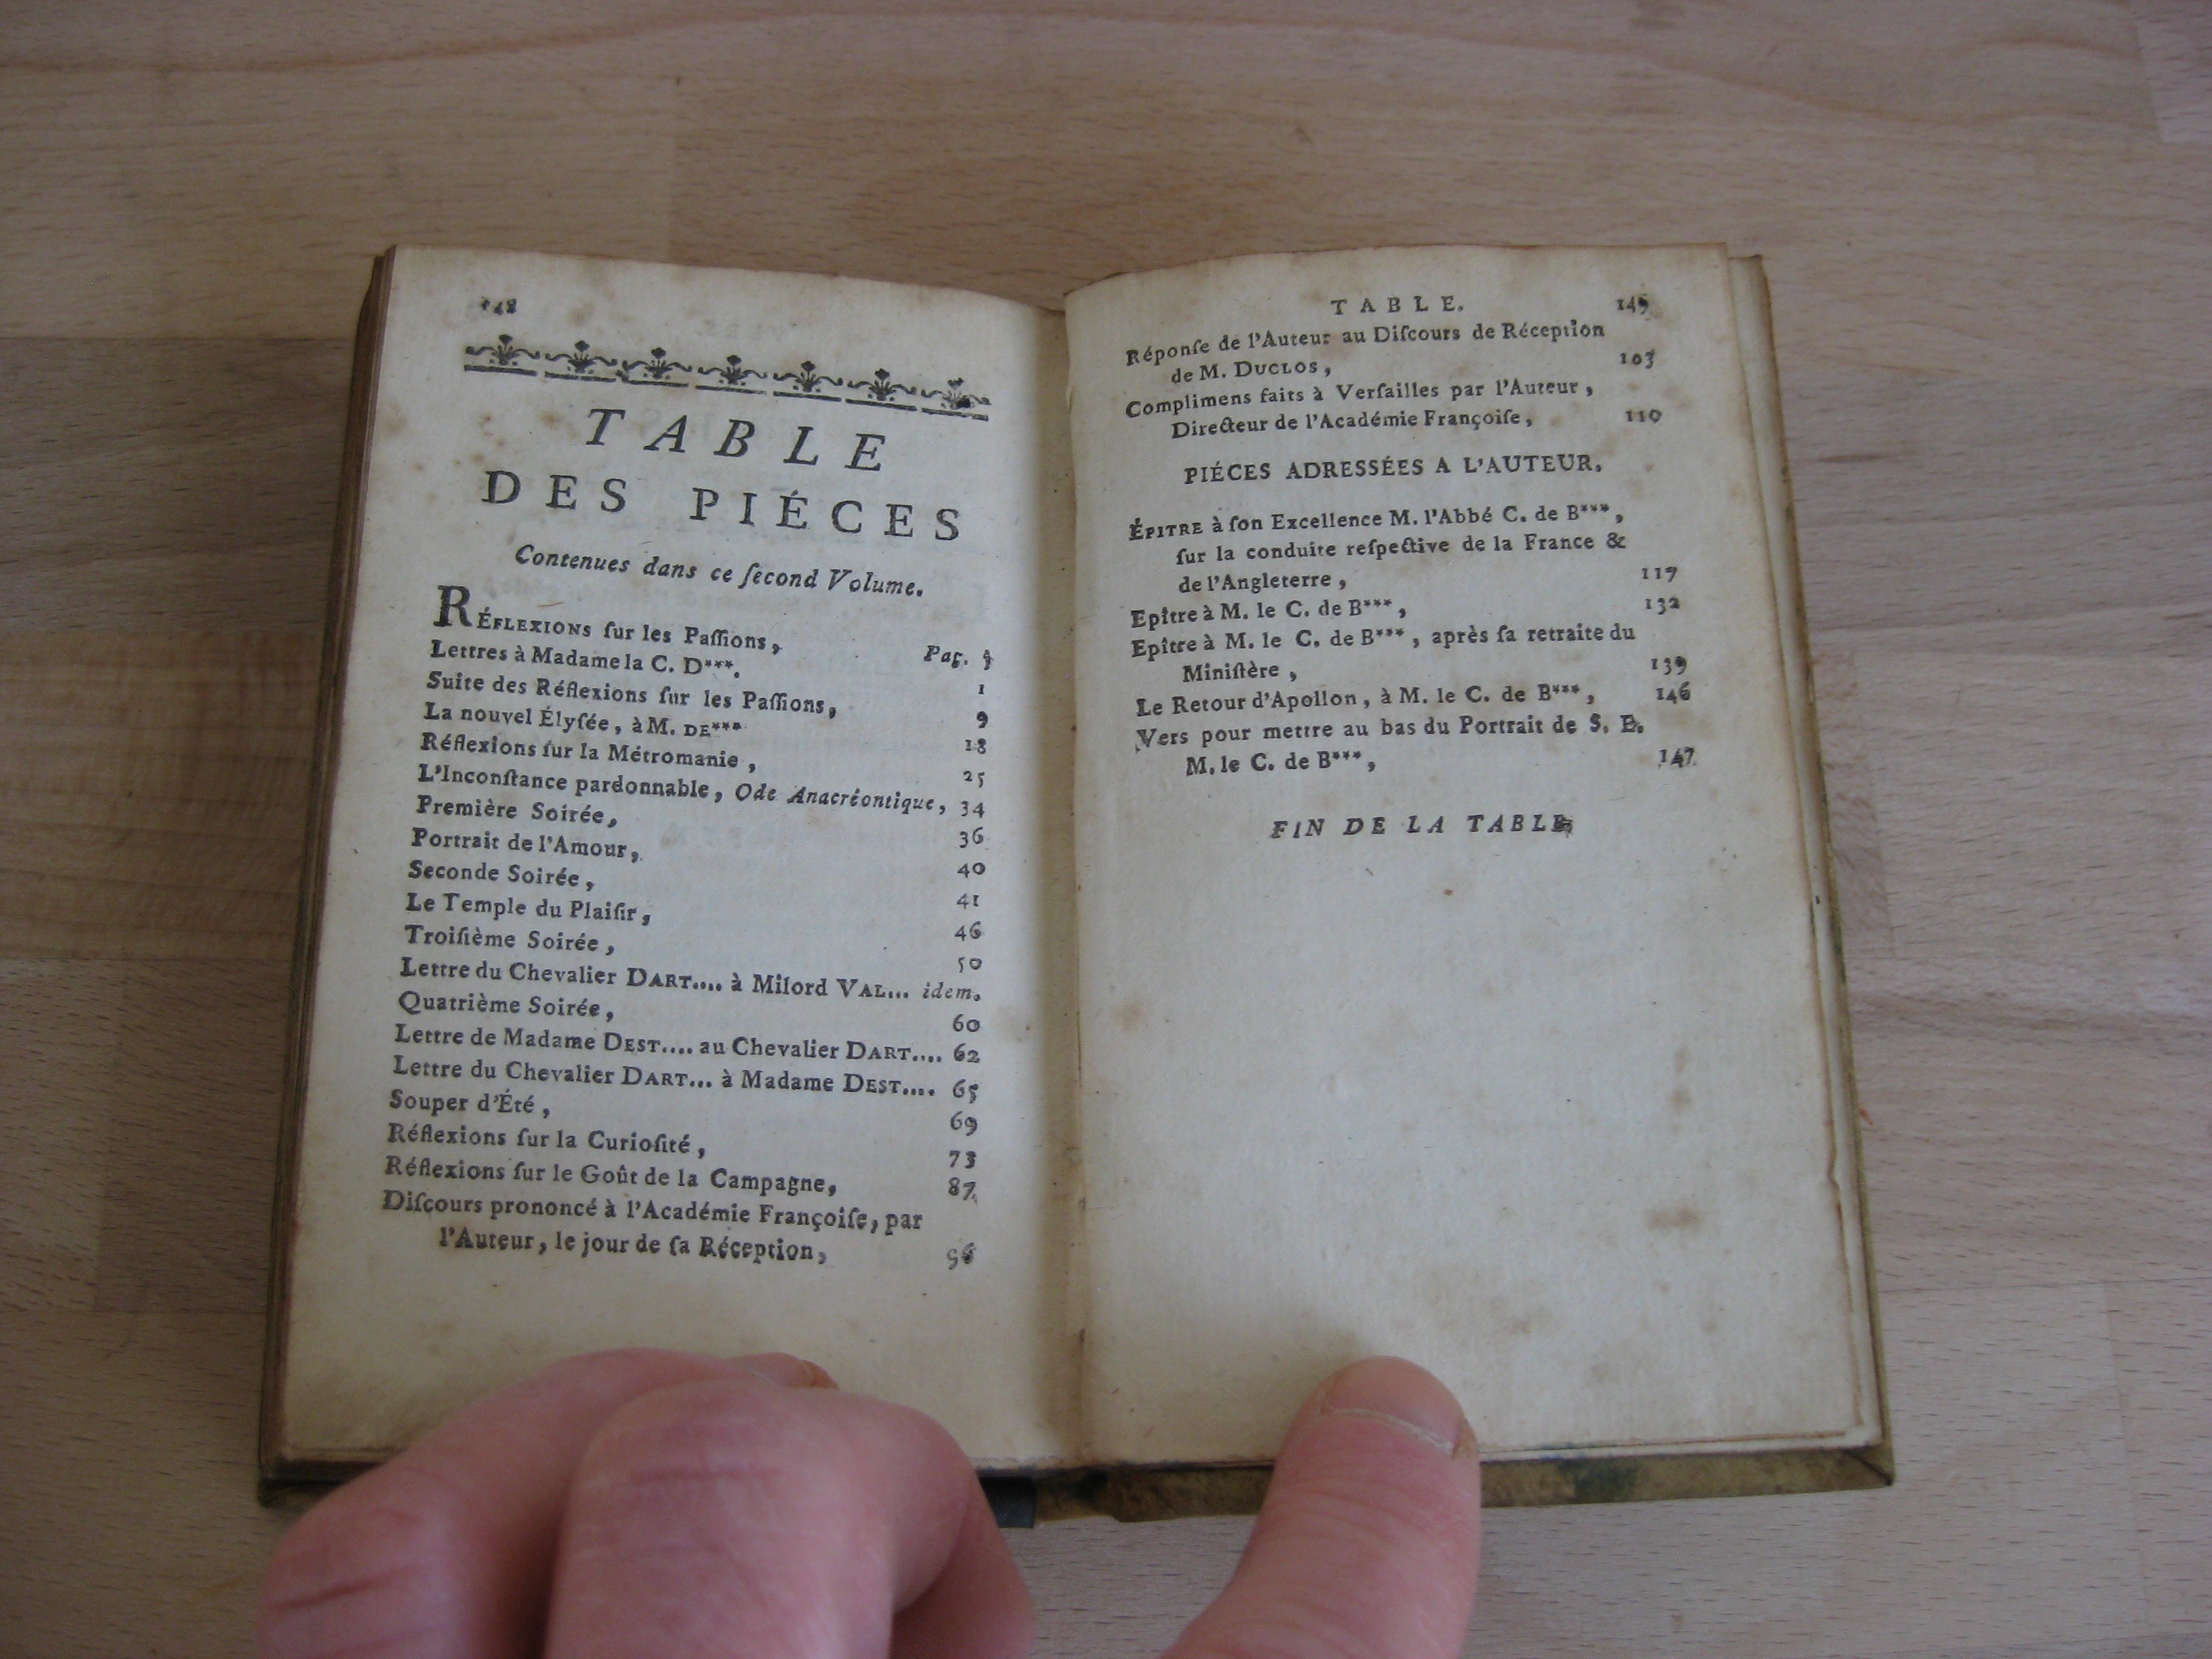 148
TABLE
DES PIÉCES
Contenues dans ce ſecond Volume.
RÉFLEXIONS ſur les Paſſions, Pag.
Lettres à Madame la C. D***. 1
Suite des Réflexions ſur les Paſſions, 9
La nouvel Élyſée, à M. DE*** 18
Réflexions ſur la Métromanie, 25
L'Inconſtance pardonnable, Ode Anacréontique, 34
Première Soirée, 36
Portrait de l'Amour, 40
Seconde Soirée, 41
Le Temple du Plaiſir, 46
Troiſième Soirée, 50
Lettre du Chevalier DART.... à Milord VAL... idem.
Quatrième Soirée, 60
Lettre de Madame DEST.... au Chevalier DART.... 62
Lettre du Chevalier DART... à Madame DEST.... 65
Souper d'Été, 69
Réflexions ſur la Curioſité, 73
Réflexions ſur le Goût de la Campagne, 87
Diſcours prononcé à l'Académie Françoiſe, par
l'Auteur, le jour de ſa Réception, 96
TABLE. 149
Réponſe de l'Auteur au Diſcours de Réception
de M. DUCLOS, 103
Complimens faits à Verſailles par l'Auteur,
Directeur de l'Académie Françoiſe, 110
PIÉCES ADRESSÉES A L'AUTEUR.
ÉPITRE à ſon Excellence M. l'Abbé C. de B***,
ſur la conduite reſpective de la France &
de l'Angleterre, 117
Epître à M. le C. de B***, 132
Epître à M. le C. de B***, après ſa retraite du
Miniſtère, 139
Le Retour d'Apollon, à M. le C. de B***, 146
Vers pour mettre au bas du Portrait de S. E.
M. le C. de B***, 147
FIN DE LA TABLE